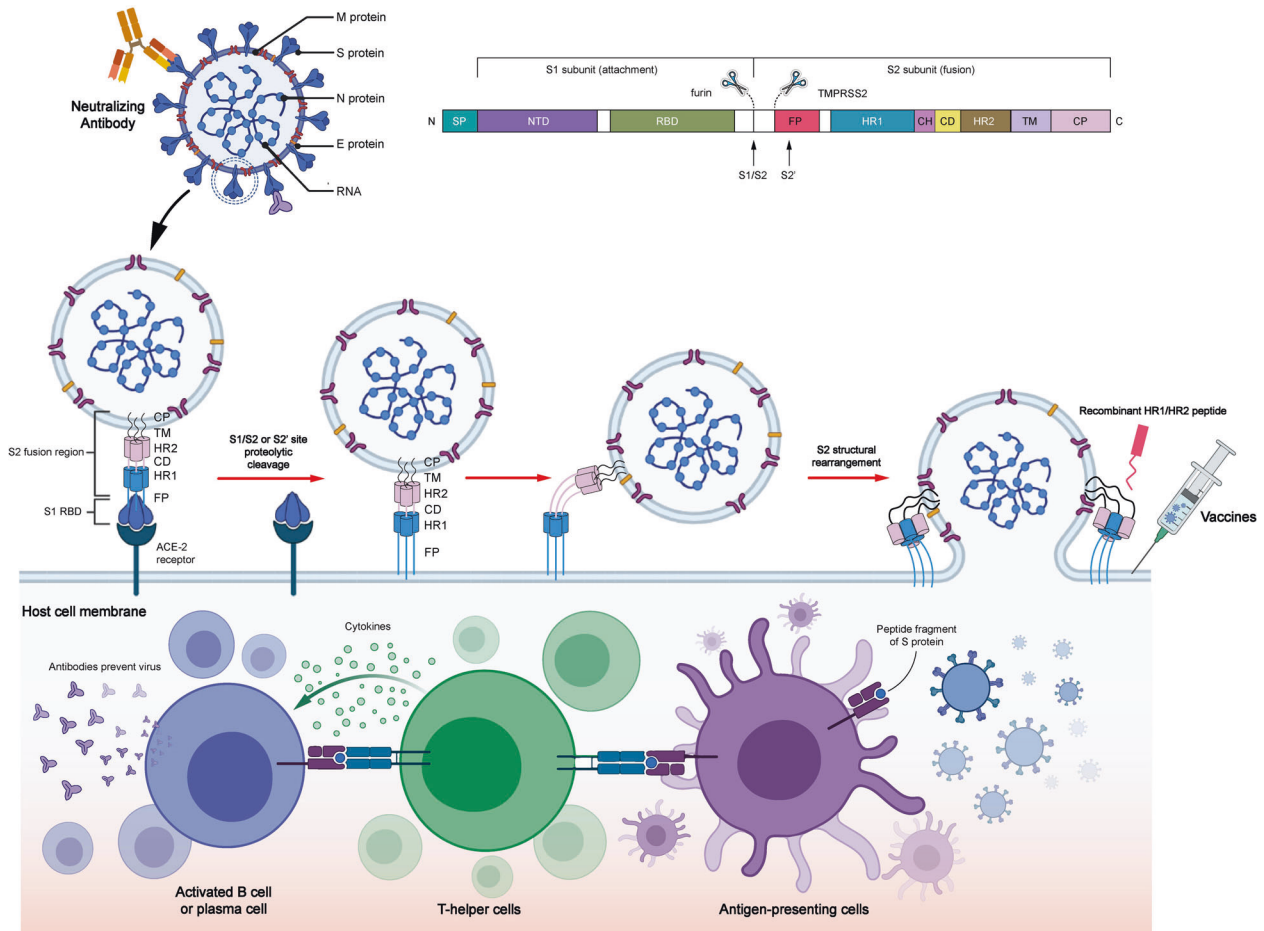 M protein
S protein
Neutralizing
Antibody
N protein
E protein
RNA
S1 subunit (attachment)
S2 subunit (fusion)
furin
TMPRSS2
N
SP
NTD
RBD
FP
HR1
CH
CD
HR2
TM
CP
C
S1/S2
S2'
S2 fusion region
CP
TM
HR2
CD
HR1
FP
S1 RBD
ACE-2
receptor
S1/S2 or S2' site
proteolytic
cleavage
CP
TM
HR2
CD
HR1
FP
S2 structural
rearrangement
Recombinant HR1/HR2 peptide
Vaccines
Host cell membrane
Cytokines
Antibodies prevent virus
Peptide fragment
of S protein
Activated B cell
or plasma cell
T-helper cells
Antigen-presenting cells